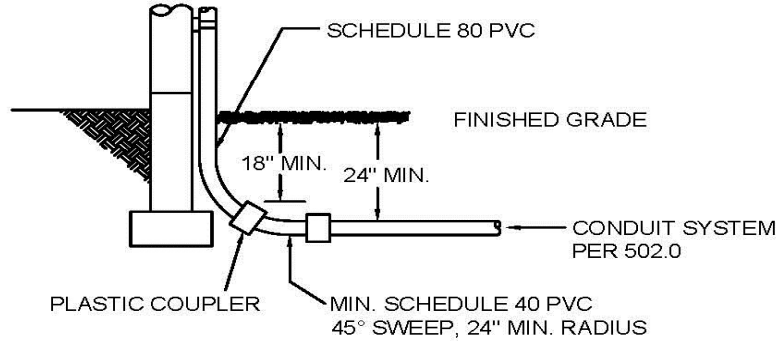 SCHEDULE 80 PVC
FINISHED GRADE
18" MIN.
24" MIN.
CONDUIT SYSTEM
PER 502.0
PLASTIC COUPLER
MIN. SCHEDULE 40 PVC
45° SWEEP, 24" MIN. RADIUS